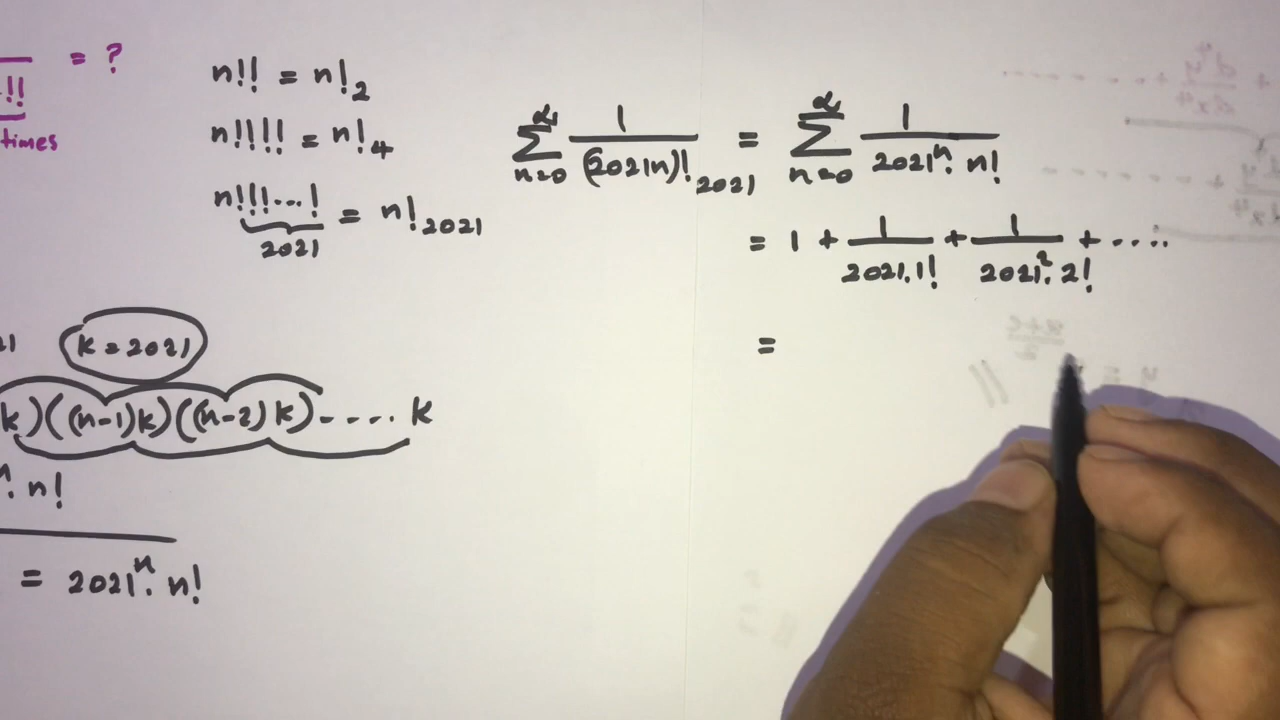 = ?
!!
times
n!! = n!₂
n!!!! = n!₄
n!!!...! = n!₂₀₂₁
2021
∑ₙ₌₀^∞ 1/(2021n)!₂₀₂₁ = ∑ₙ₌₀^∞ 1/(2021ⁿ. n!)
= 1 + 1/(2021.1!) + 1/(2021². 2!) + ....
=
k = 2021
k)((n-1)k)((n-2)k)-....k
ⁿ. n!
= 2021ⁿ. n!